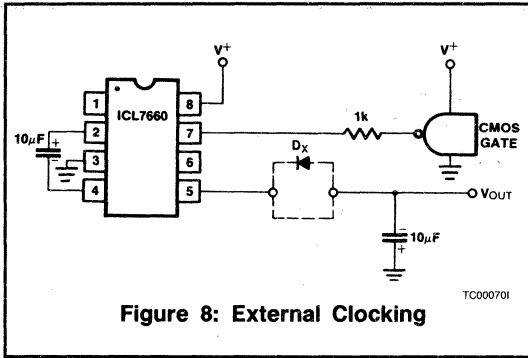 V+
V+
ICL7660
1
8
1k
CMOS
GATE
2
7
10µF
+
−
3
6
DX
4
5
VOUT
−
10µF
+
TC00070I
Figure 8: External Clocking